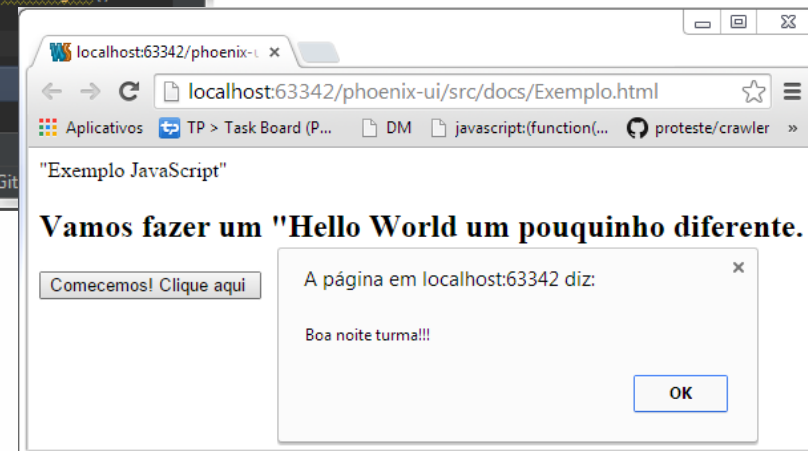 localhost:63342/phoenix-u
localhost:63342/phoenix-ui/src/docs/Exemplo.html
Aplicativos TP > Task Board (P... DM javascript:(function(... proteste/crawler »
Git
"Exemplo JavaScript"
Vamos fazer um "Hello World um pouquinho diferente.
Comecemos! Clique aqui
A página em localhost:63342 diz:
Boa noite turma!!!
OK